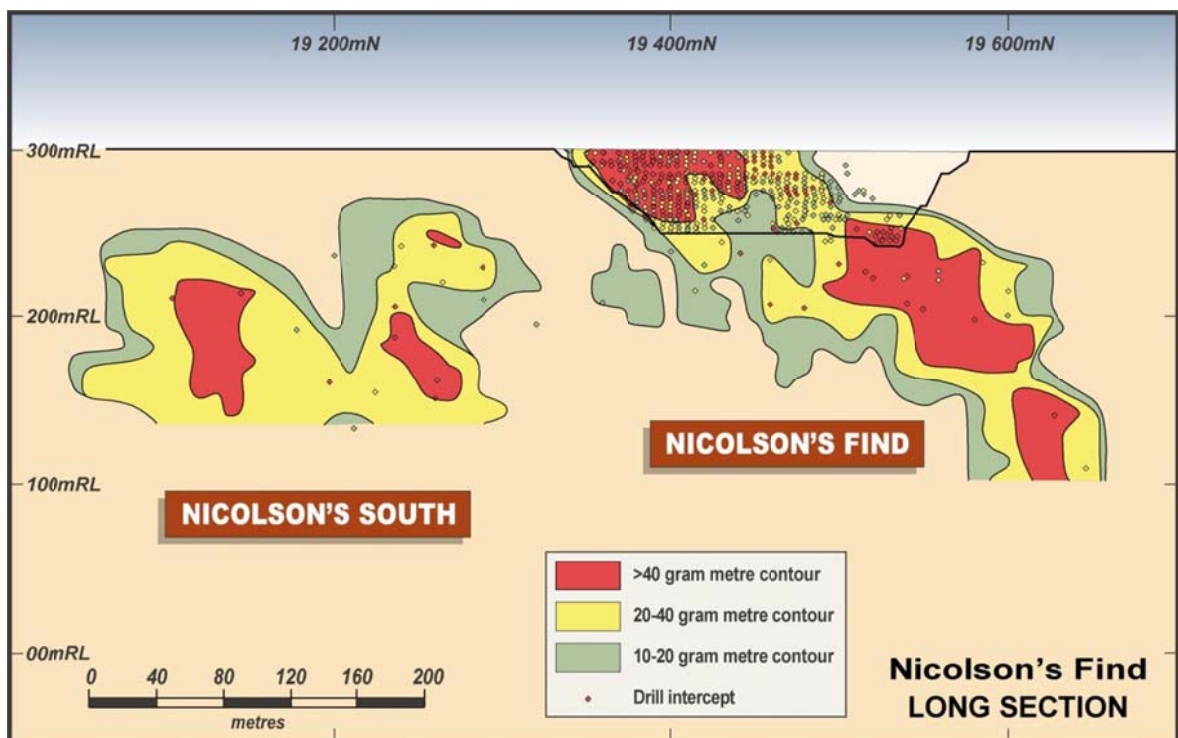 19 200mN
19 400mN
19 600mN
300mRL
200mRL
NICOLSON'S FIND
100mRL
NICOLSON'S SOUTH
>40 gram metre contour
20-40 gram metre contour
10-20 gram metre contour
Drill intercept
00mRL
0 40 80 120 160 200
metres
Nicolson's Find
LONG SECTION